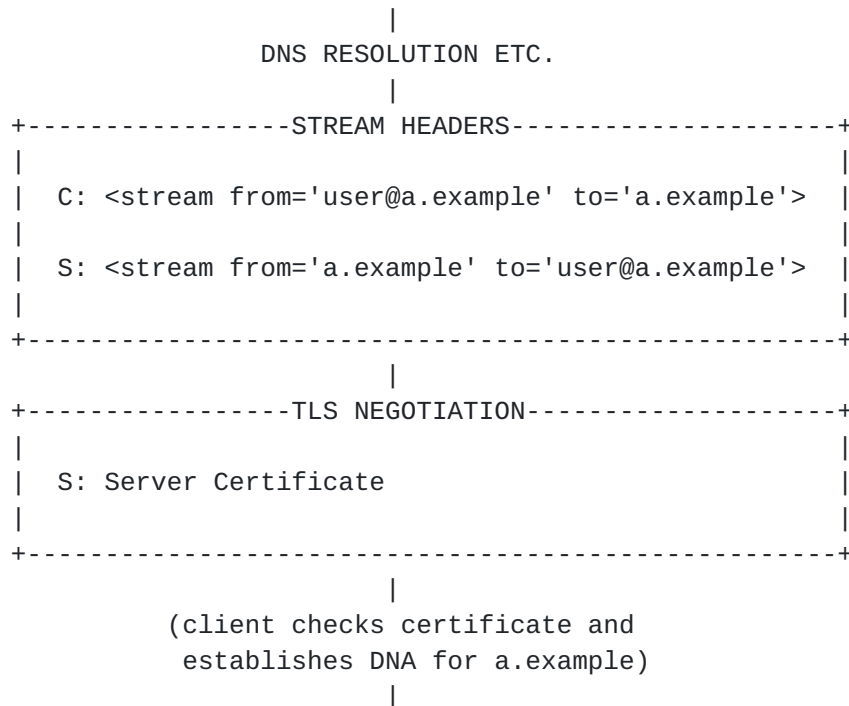 |
DNS RESOLUTION ETC.
|
+-----------------STREAM HEADERS---------------------+
|                                                    |
|  C: <stream from='user@a.example' to='a.example'>  |
|                                                    |
|  S: <stream from='a.example' to='user@a.example'>  |
|                                                    |
+----------------------------------------------------+
|
+-----------------TLS NEGOTIATION--------------------+
|                                                    |
|  S: Server Certificate                             |
|                                                    |
+----------------------------------------------------+
|
(client checks certificate and
establishes DNA for a.example)
|